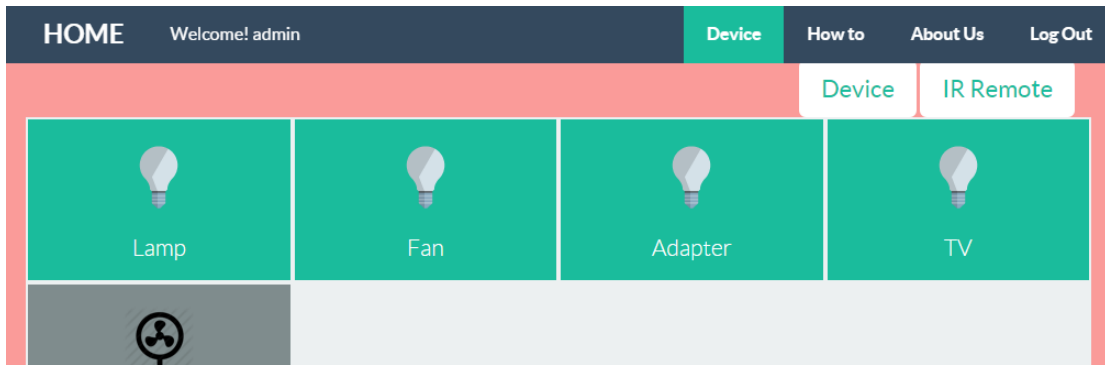 HOME Welcome! admin Device How to About Us Log Out
Device IR Remote
Lamp Fan Adapter TV